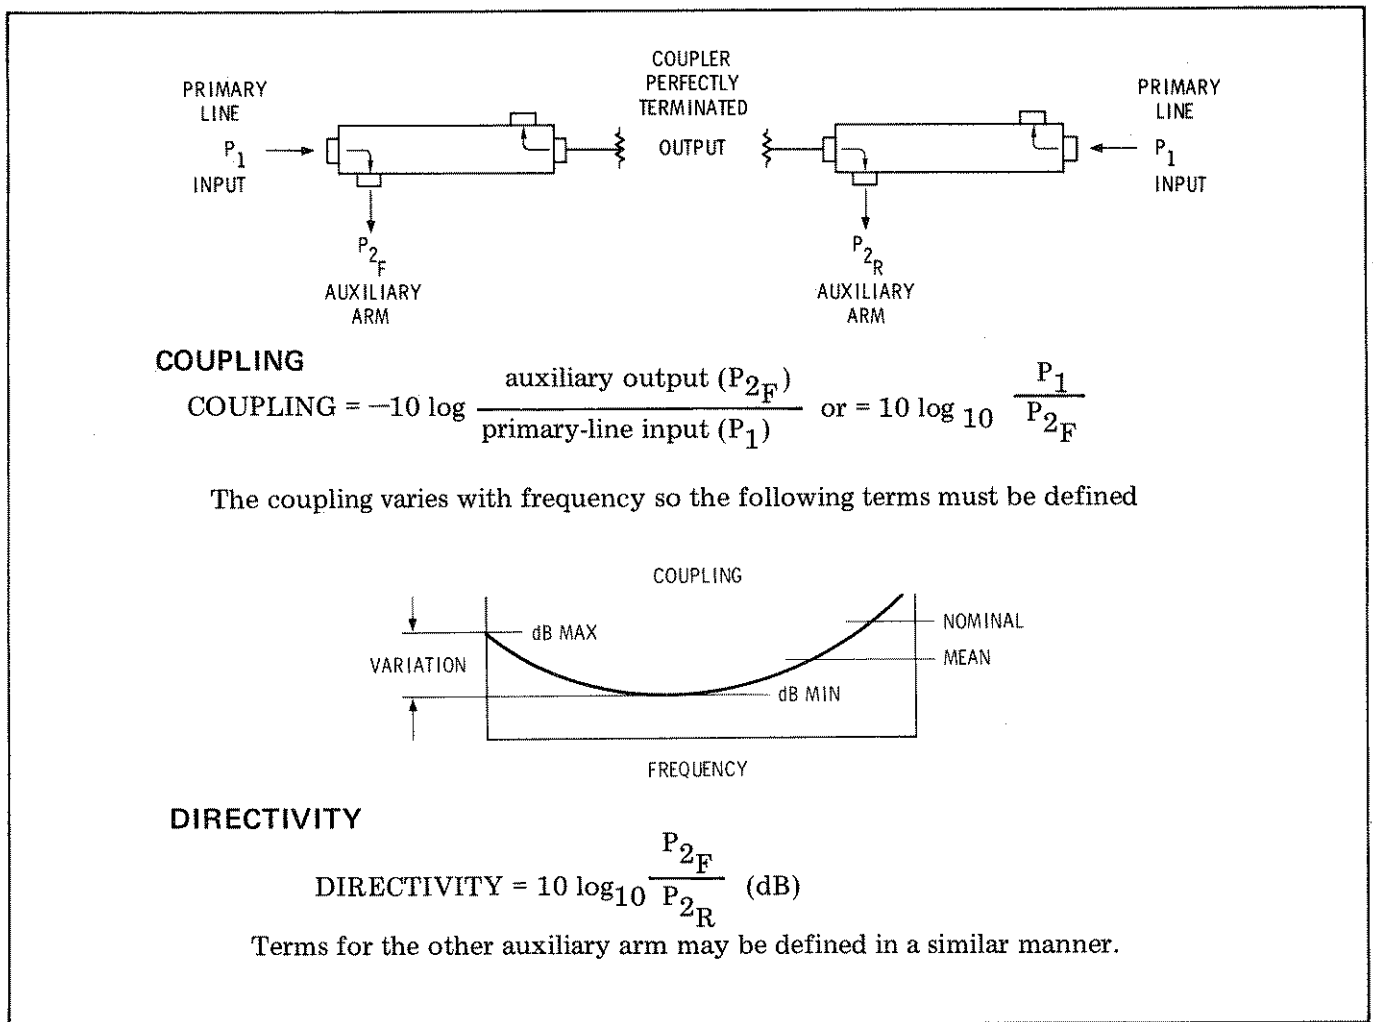 COUPLER
PERFECTLY
TERMINATED
OUTPUT
PRIMARY
LINE
P1
INPUT
PRIMARY
LINE
P1
INPUT
P2F
AUXILIARY
ARM
P2R
AUXILIARY
ARM
COUPLING
COUPLING = −10 log auxiliary output (P2F) / primary-line input (P1) or = 10 log 10 P1 / P2F
The coupling varies with frequency so the following terms must be defined
COUPLING
dB MAX
NOMINAL
VARIATION
MEAN
dB MIN
FREQUENCY
DIRECTIVITY
DIRECTIVITY = 10 log10 P2F / P2R (dB)
Terms for the other auxiliary arm may be defined in a similar manner.